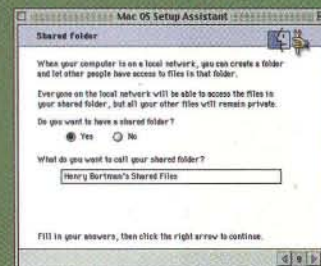 Mac OS Setup Assistant
Shared Folder
When your computer is on a local network, you can create a folder
and let other people have access to files in that folder.
Everyone on the local network will be able to access the files in
your shared folder, but all your other files will remain private.
Do you want to have a shared folder?
Yes No
What do you want to call your shared folder?
Henry Bortman's Shared Files
Fill in your answers, then click the right arrow to continue.
9